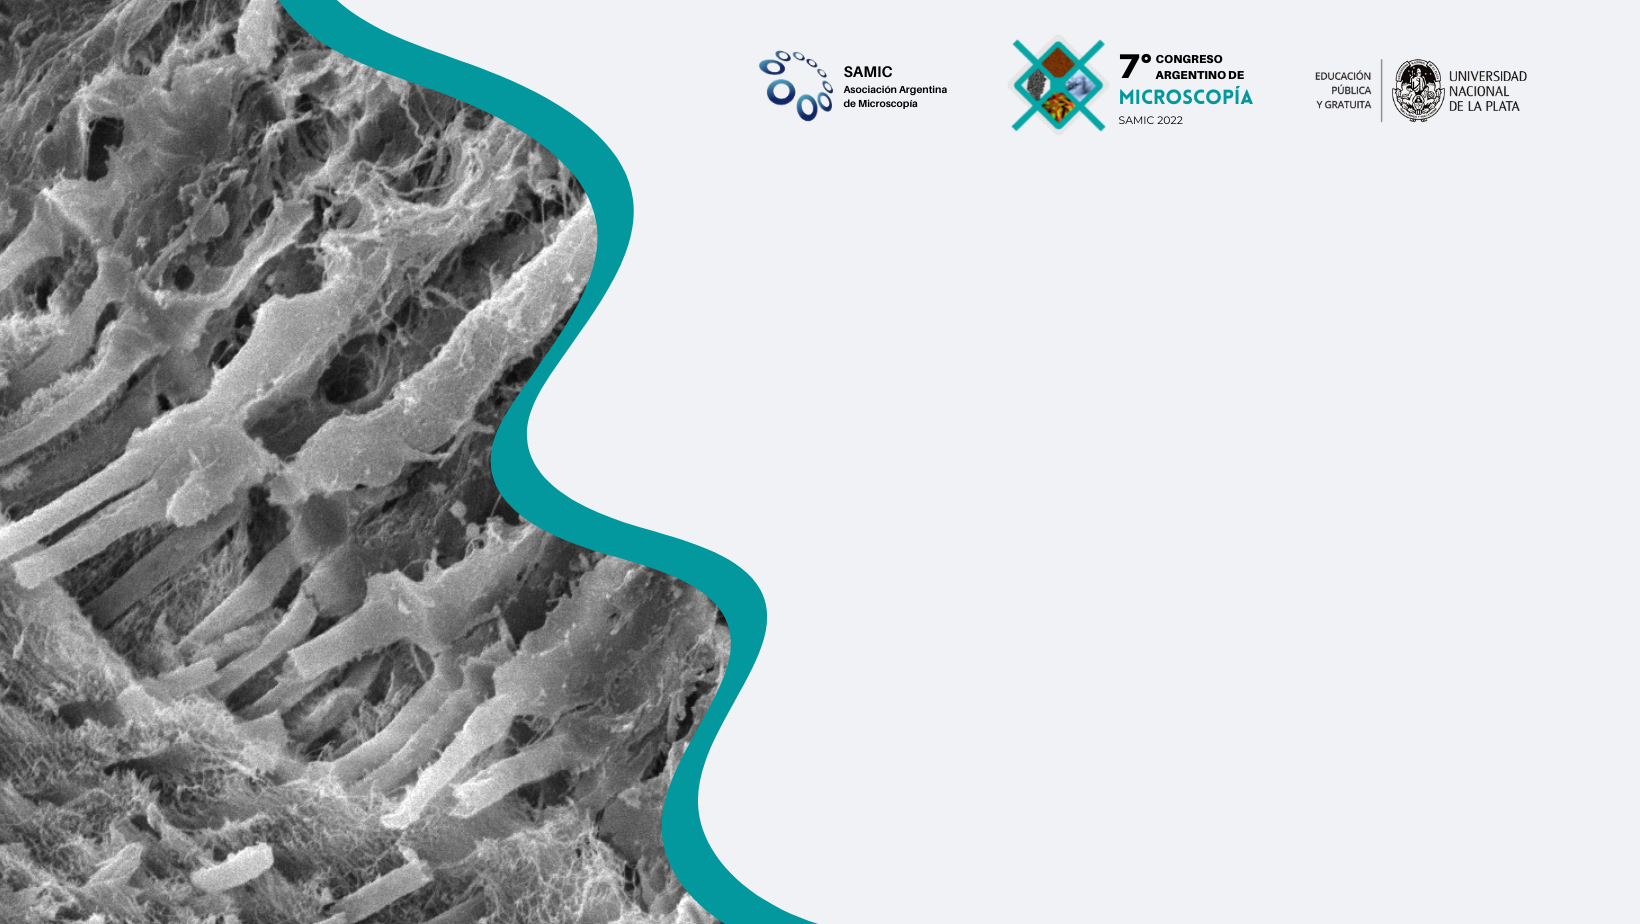 SAMIC
Asociación Argentina
de Microscopía
7° CONGRESO
ARGENTINO DE
MICROSCOPÍA
SAMIC 2022
EDUCACIÓN
PÚBLICA
Y GRATUITA
UNIVERSIDAD
NACIONAL
DE LA PLATA